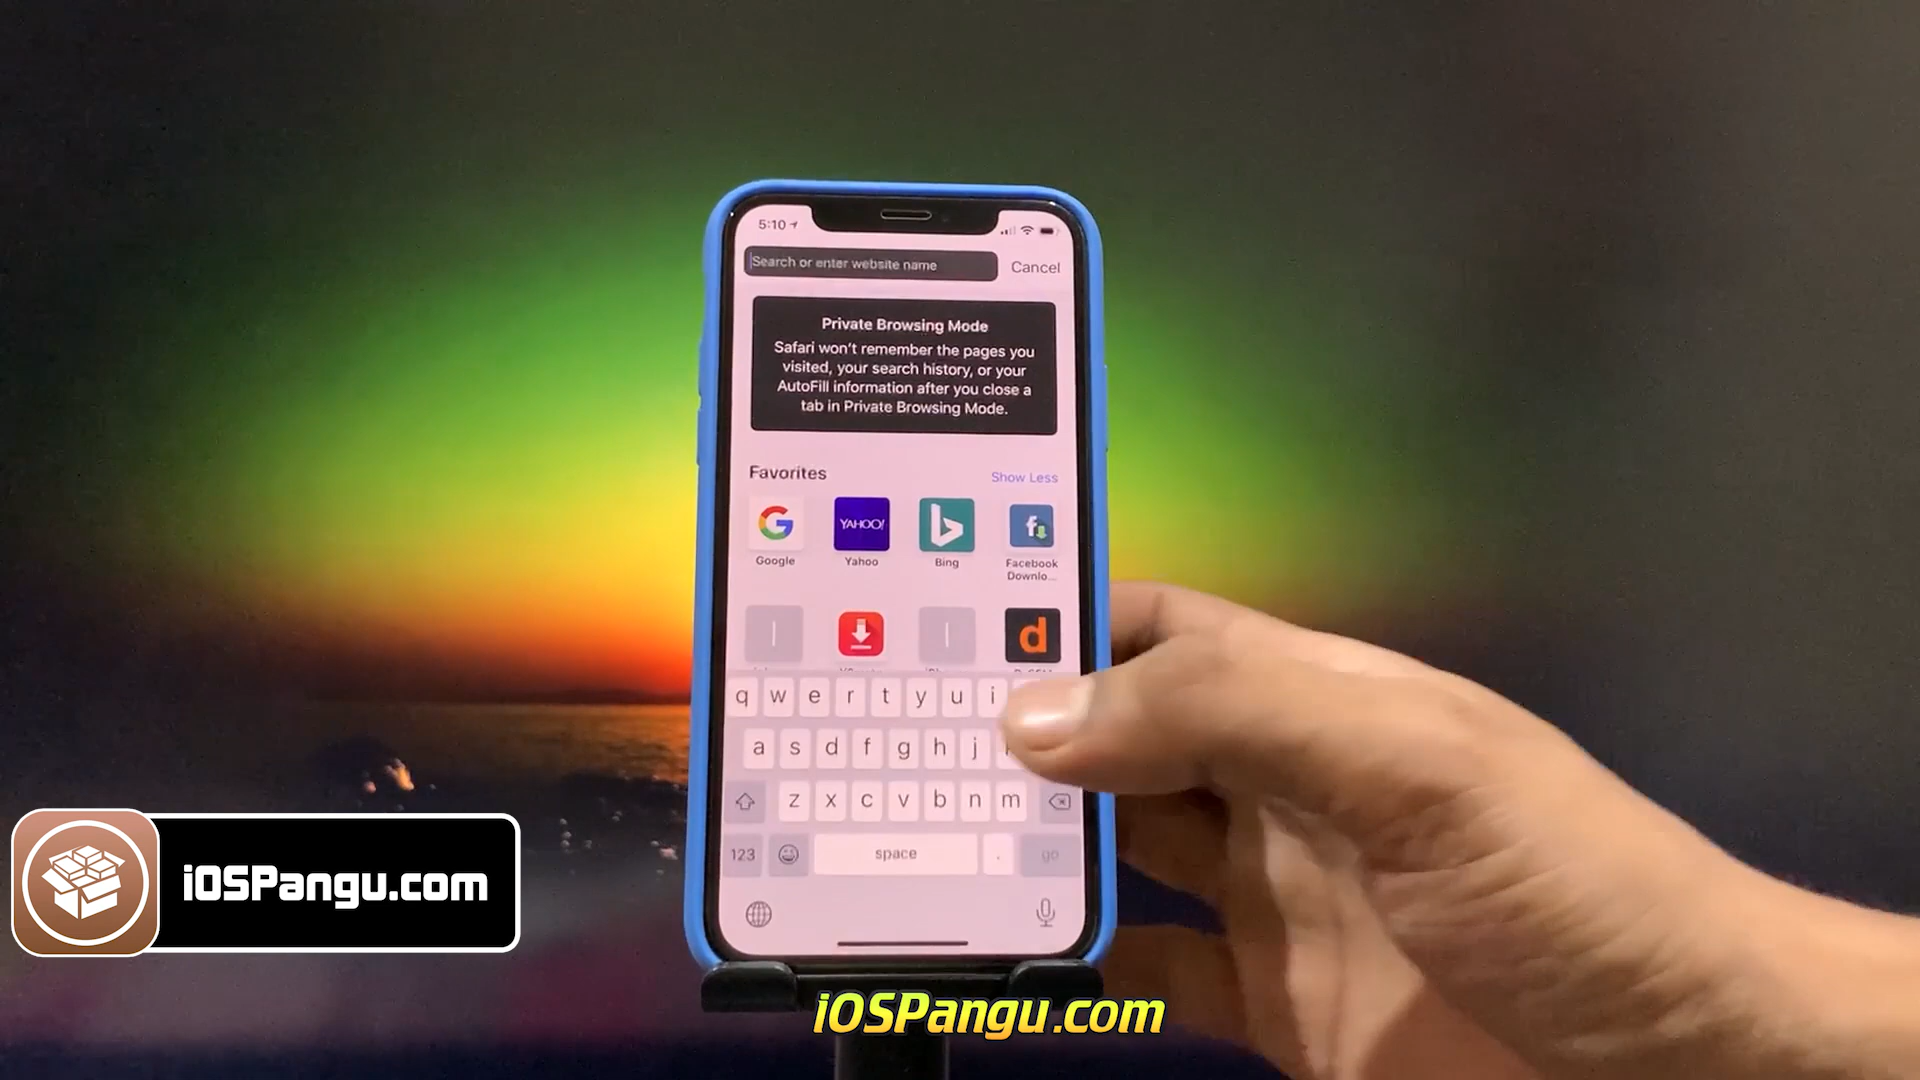 5:10
Search or enter website name
Cancel
Private Browsing Mode
Safari won't remember the pages you
visited, your search history, or your
AutoFill information after you close a
tab in Private Browsing Mode.
Favorites
Show Less
G
YAHOO!
b
f
Google
Yahoo
Bing
Facebook
Downlo...
I
I
d
q w e r t y u i
a s d f g h j
z x c v b n m
123
space
.
go
iOSPangu.com
iOSPangu.com